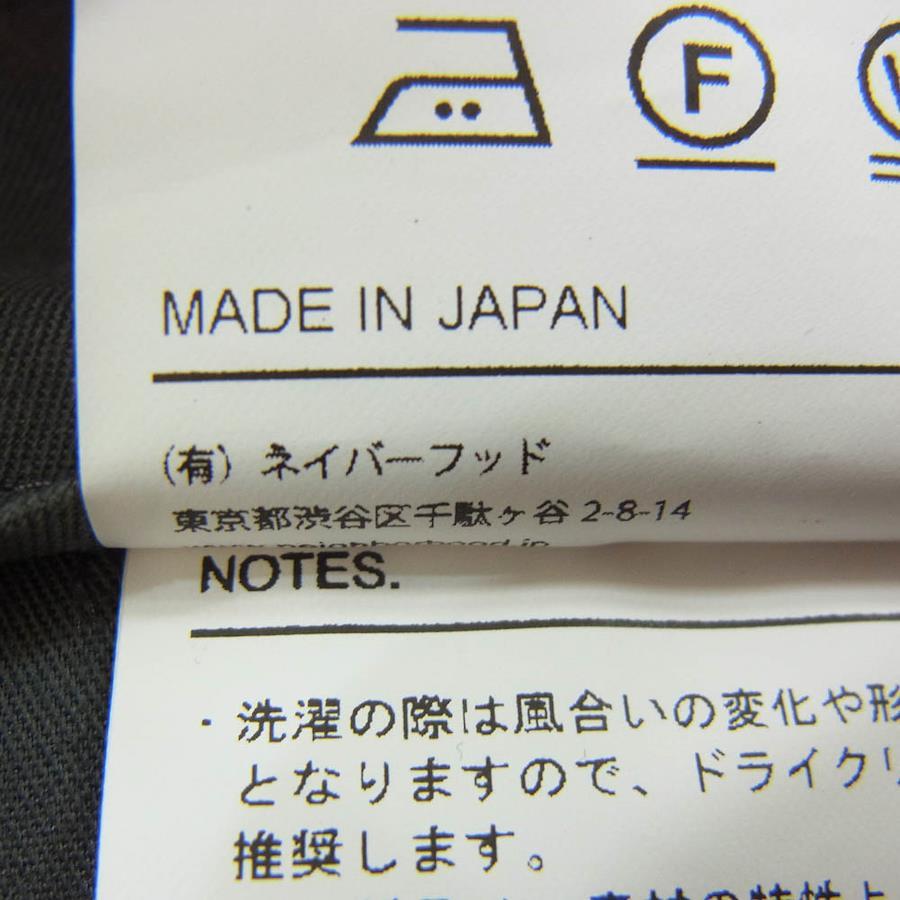 F
MADE IN JAPAN
(有) ネイバーフッド
東京都渋谷区千駄ヶ谷 2-8-14
NOTES.
・洗濯の際は風合いの変化や形
となりますので、ドライクリ
推奨します。